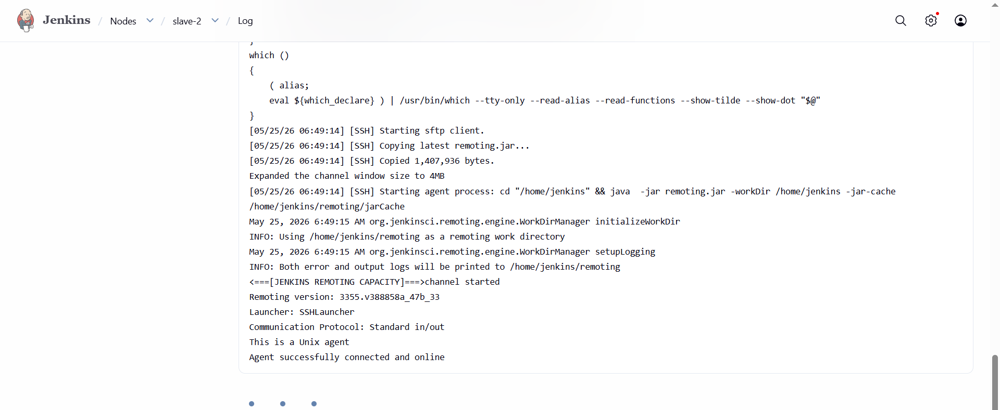 Jenkins / Nodes / slave-2 / Log
}
which ()
{
    ( alias;
    eval ${which_declare} ) | /usr/bin/which --tty-only --read-alias --read-functions --show-tilde --show-dot "$@"
}
[05/25/26 06:49:14] [SSH] Starting sftp client.
[05/25/26 06:49:14] [SSH] Copying latest remoting.jar...
[05/25/26 06:49:14] [SSH] Copied 1,407,936 bytes.
Expanded the channel window size to 4MB
[05/25/26 06:49:14] [SSH] Starting agent process: cd "/home/jenkins" && java  -jar remoting.jar -workDir /home/jenkins -jar-cache
/home/jenkins/remoting/jarCache
May 25, 2026 6:49:15 AM org.jenkinsci.remoting.engine.WorkDirManager initializeWorkDir
INFO: Using /home/jenkins/remoting as a remoting work directory
May 25, 2026 6:49:15 AM org.jenkinsci.remoting.engine.WorkDirManager setupLogging
INFO: Both error and output logs will be printed to /home/jenkins/remoting
<===[JENKINS REMOTING CAPACITY]===>channel started
Remoting version: 3355.v388858a_47b_33
Launcher: SSHLauncher
Communication Protocol: Standard in/out
This is a Unix agent
Agent successfully connected and online